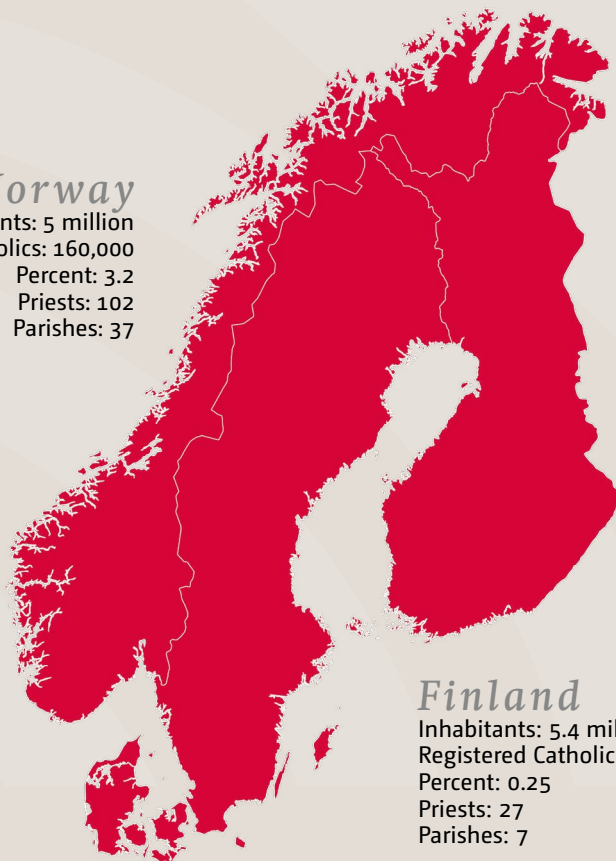 orway
nts: 5 million
olics: 160,000
Percent: 3.2
Priests: 102
Parishes: 37
Finland
Inhabitants: 5.4 mil
Registered Catholic
Percent: 0.25
Priests: 27
Parishes: 7